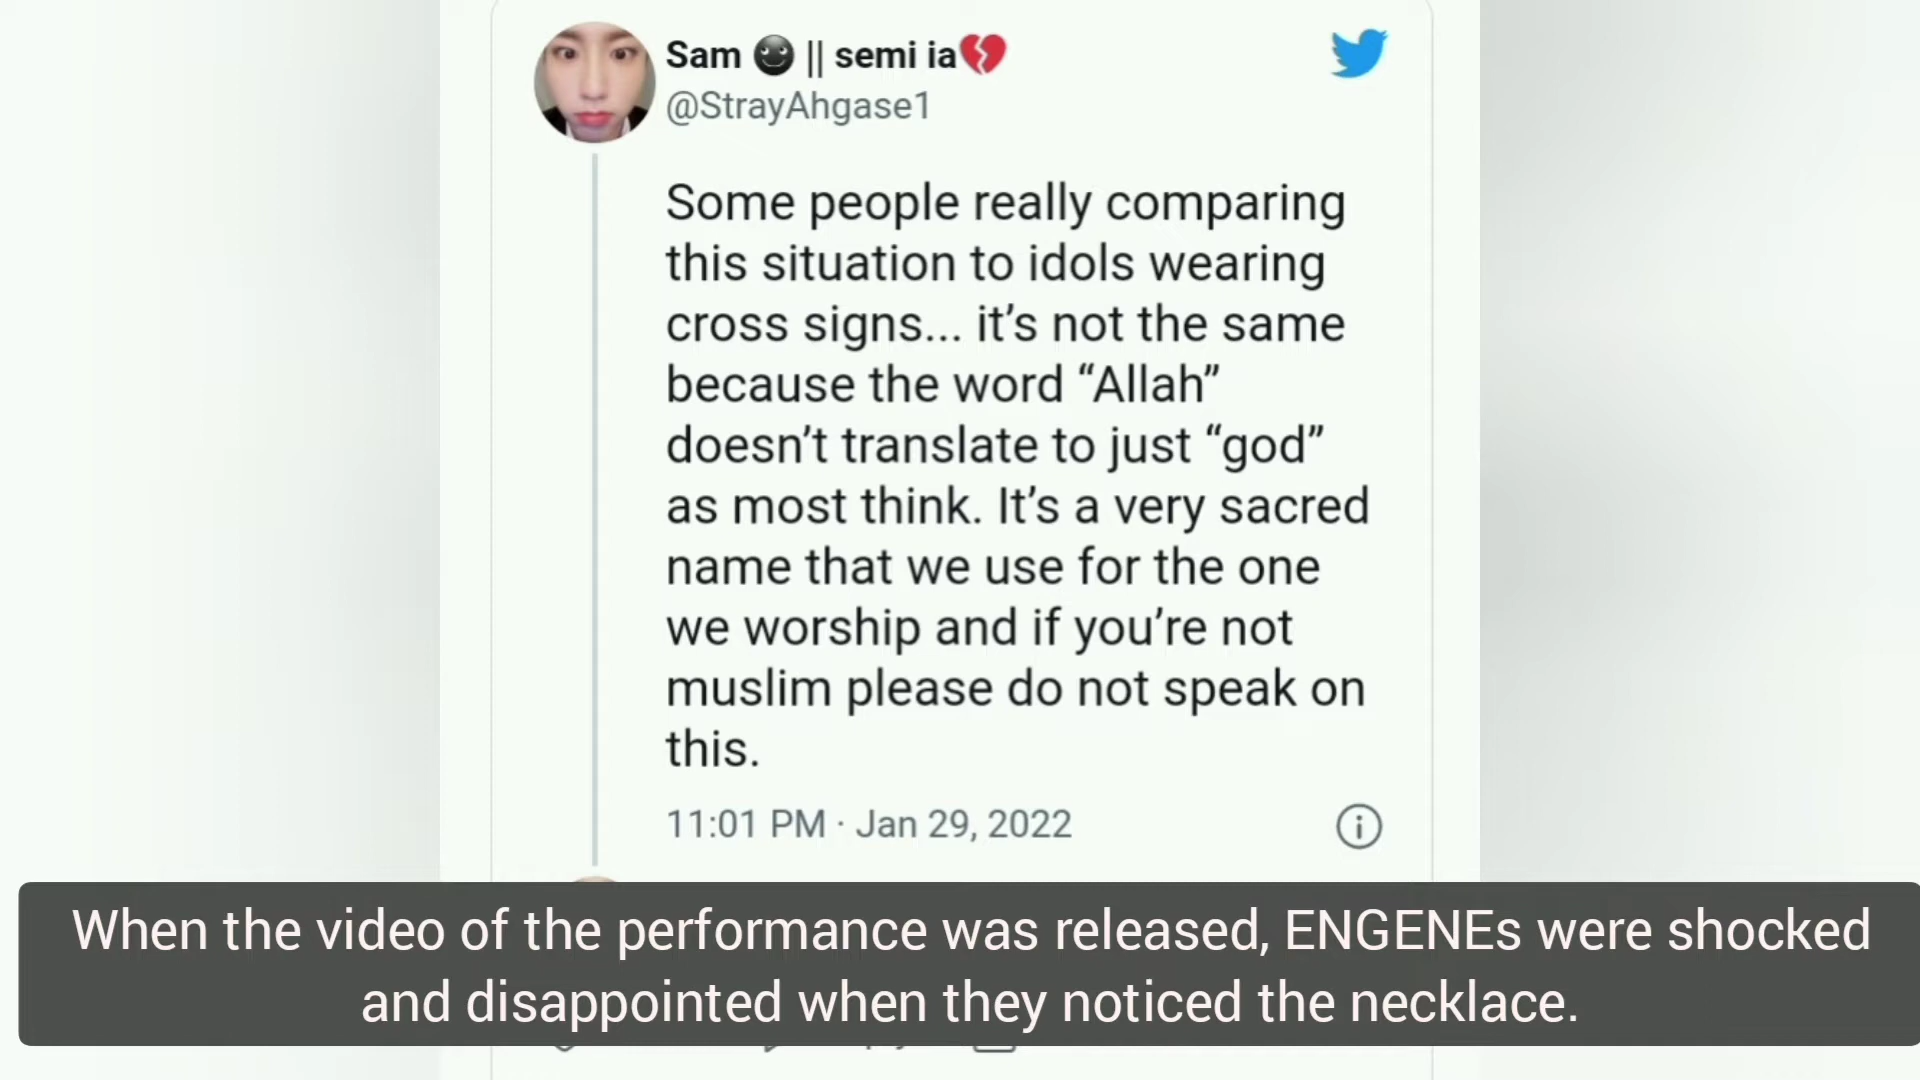 Sam 🌚 || semi ia💔
@StrayAhgase1
Some people really comparing
this situation to idols wearing
cross signs... it’s not the same
because the word “Allah”
doesn’t translate to just “god”
as most think. It’s a very sacred
name that we use for the one
we worship and if you’re not
muslim please do not speak on
this.
11:01 PM · Jan 29, 2022
When the video of the performance was released, ENGENEs were shocked
and disappointed when they noticed the necklace.